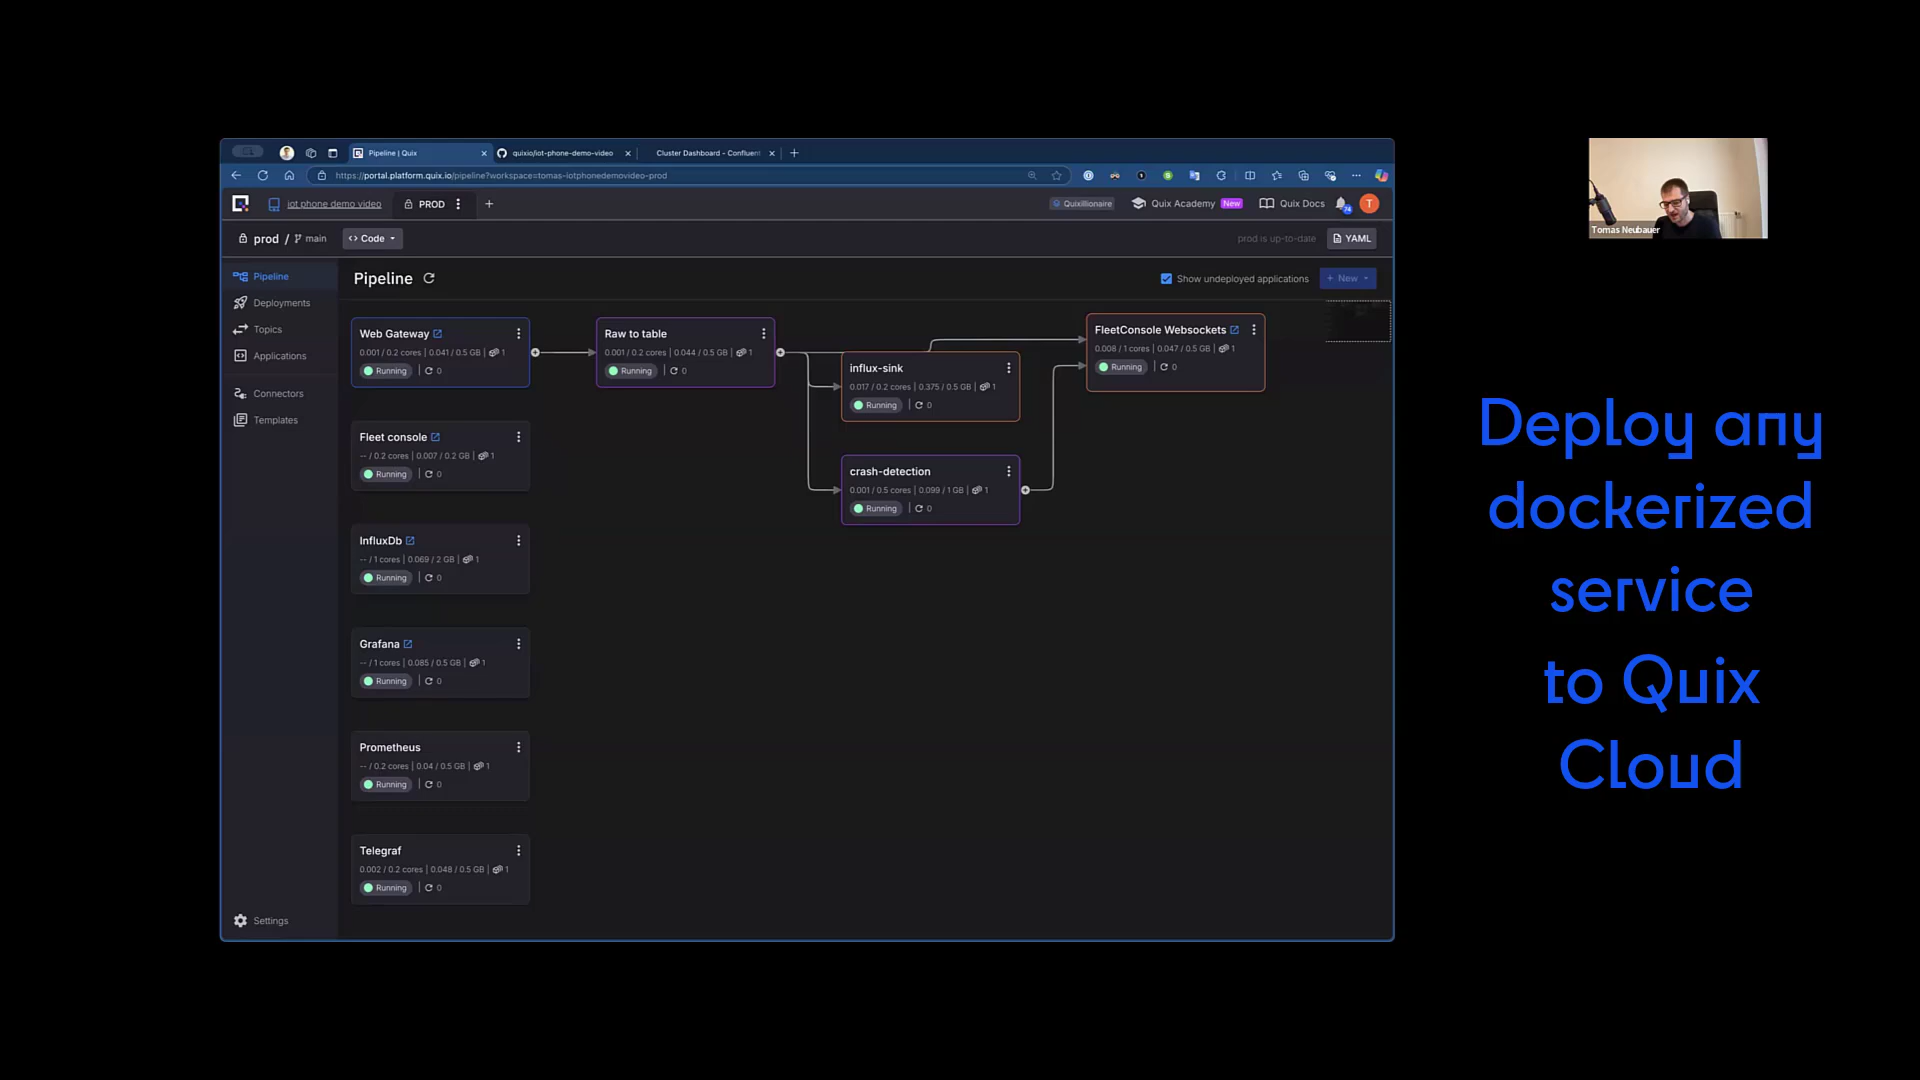 Pipeline | Quix
quixio/iot-phone-demo-video
Cluster Dashboard - Confluent
https://portal.platform.quix.io/pipeline?workspace=tomas-iotphonedemovideo-prod
iot phone demo video
PROD
Quixillionaire
Quix Academy New
Quix Docs
74
T
prod / main
<> Code
prod is up-to-date
YAML
Pipeline
Deployments
Topics
Applications
Connectors
Templates
Settings
Pipeline
Show undeployed applications
+ New
Web Gateway
0.001 / 0.2 cores | 0.041 / 0.5 GB | 1
Running | 0
Raw to table
0.001 / 0.2 cores | 0.044 / 0.5 GB | 1
Running | 0
influx-sink
0.017 / 0.2 cores | 0.375 / 0.5 GB | 1
Running | 0
FleetConsole Websockets
0.008 / 1 cores | 0.047 / 0.5 GB | 1
Running | 0
crash-detection
0.001 / 0.5 cores | 0.099 / 1 GB | 1
Running | 0
Fleet console
-- / 0.2 cores | 0.007 / 0.2 GB | 1
Running | 0
InfluxDb
-- / 1 cores | 0.069 / 2 GB | 1
Running | 0
Grafana
-- / 1 cores | 0.085 / 0.5 GB | 1
Running | 0
Prometheus
-- / 0.2 cores | 0.04 / 0.5 GB | 1
Running | 0
Telegraf
0.002 / 0.2 cores | 0.048 / 0.5 GB | 1
Running | 0
Tomas Neubauer
Deploy any
dockerized
service
to Quix
Cloud